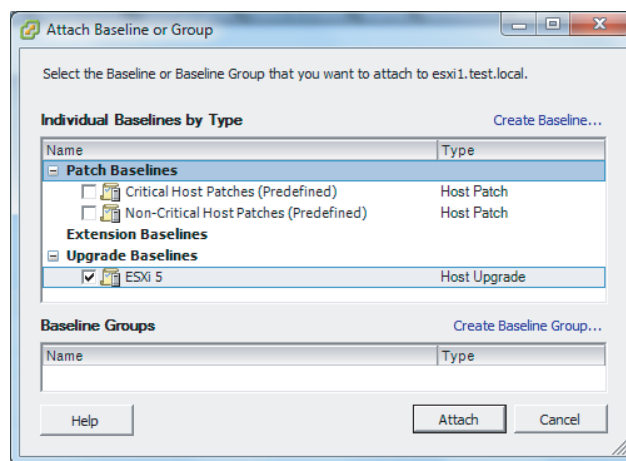 Attach Baseline or Group
Select the Baseline or Baseline Group that you want to attach to esxi1.test.local.
Individual Baselines by Type Create Baseline...
Name Type
Patch Baselines
Critical Host Patches (Predefined) Host Patch
Non-Critical Host Patches (Predefined) Host Patch
Extension Baselines
Upgrade Baselines
ESXi 5 Host Upgrade
Baseline Groups Create Baseline Group...
Name Type
Help Attach Cancel